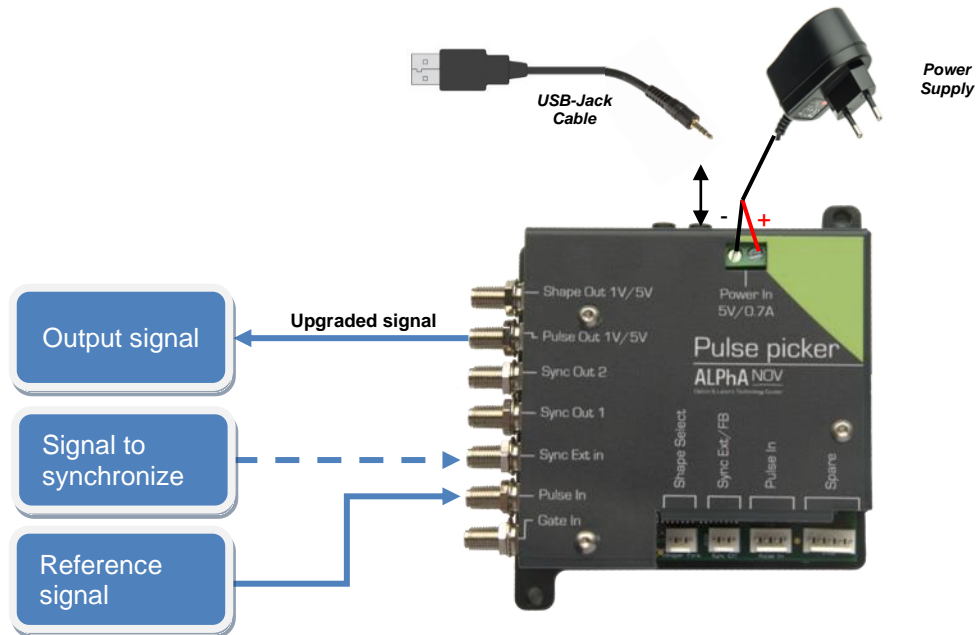 USB-Jack
Cable
Power
Supply
- +
Shape Out 1V/5V
Power In
5V/0.7A
Output signal
Upgraded signal
Pulse Out 1V/5V
Pulse picker
Sync Out 2
ALPhA NOV
Sync Out 1
Signal to
synchronize
Sync Ext in
Pulse In
Gate In
Reference
signal
Shape Select
Sync Ext/FB
Pulse In
Spare